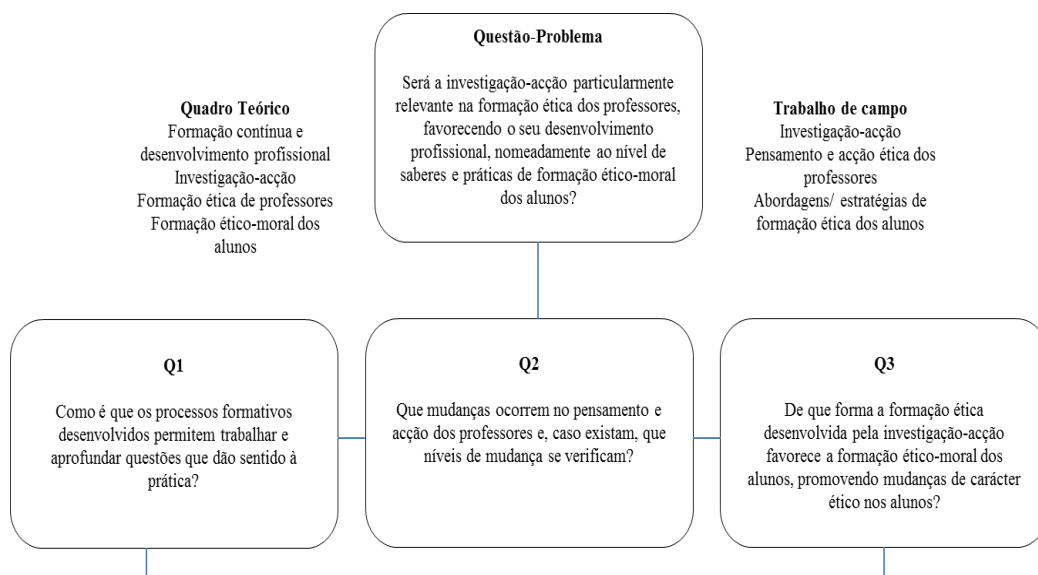 Questão-Problema
Será a investigação-acção particularmente
relevante na formação ética dos professores,
favorecendo o seu desenvolvimento
profissional, nomeadamente ao nível de
saberes e práticas de formação ético-moral
dos alunos?
Quadro Teórico
Formação contínua e
desenvolvimento profissional
Investigação-acção
Formação ética de professores
Formação ético-moral dos
alunos
Trabalho de campo
Investigação-acção
Pensamento e acção ética dos
professores
Abordagens/ estratégias de
formação ética dos alunos
Q1
Como é que os processos formativos
desenvolvidos permitem trabalhar e
aprofundar questões que dão sentido à
prática?
Q2
Que mudanças ocorrem no pensamento e
acção dos professores e, caso existam, que
níveis de mudança se verificam?
Q3
De que forma a formação ética
desenvolvida pela investigação-acção
favorece a formação ético-moral dos
alunos, promovendo mudanças de carácter
ético nos alunos?